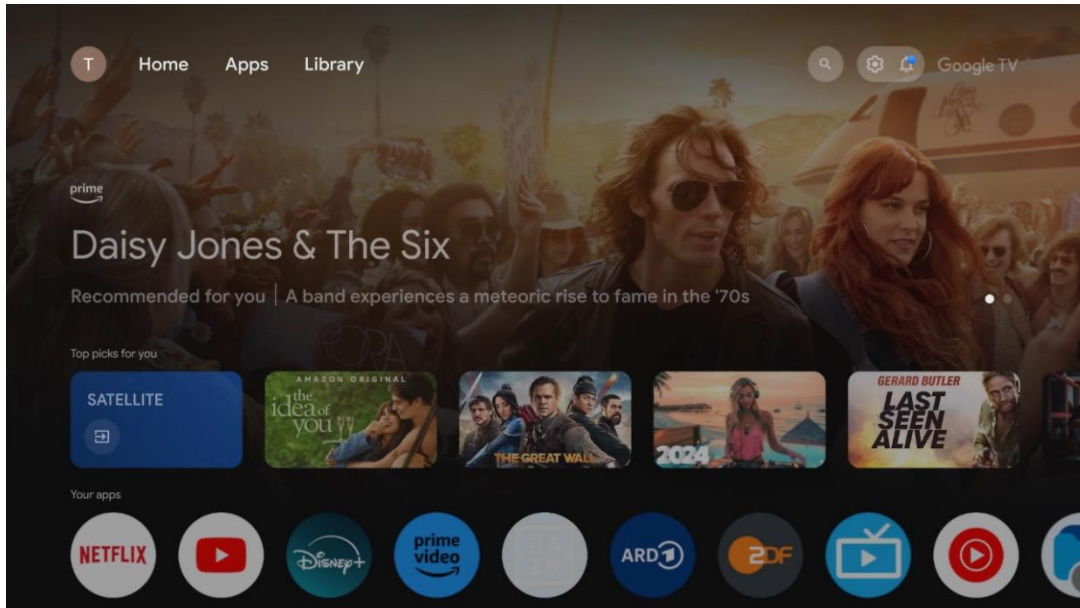 T
Home
Apps
Library
Google TV
prime
Daisy Jones & The Six
Recommended for you | A band experiences a meteoric rise to fame in the '70s
Top picks for you
SATELLITE
AMAZON ORIGINAL
the
idea of
you
THE GREAT WALL
2024
GERARD BUTLER
LAST
SEEN
ALIVE
Your apps
NETFLIX
Disney+
prime
video
DAZN
ARD 1
ZDF